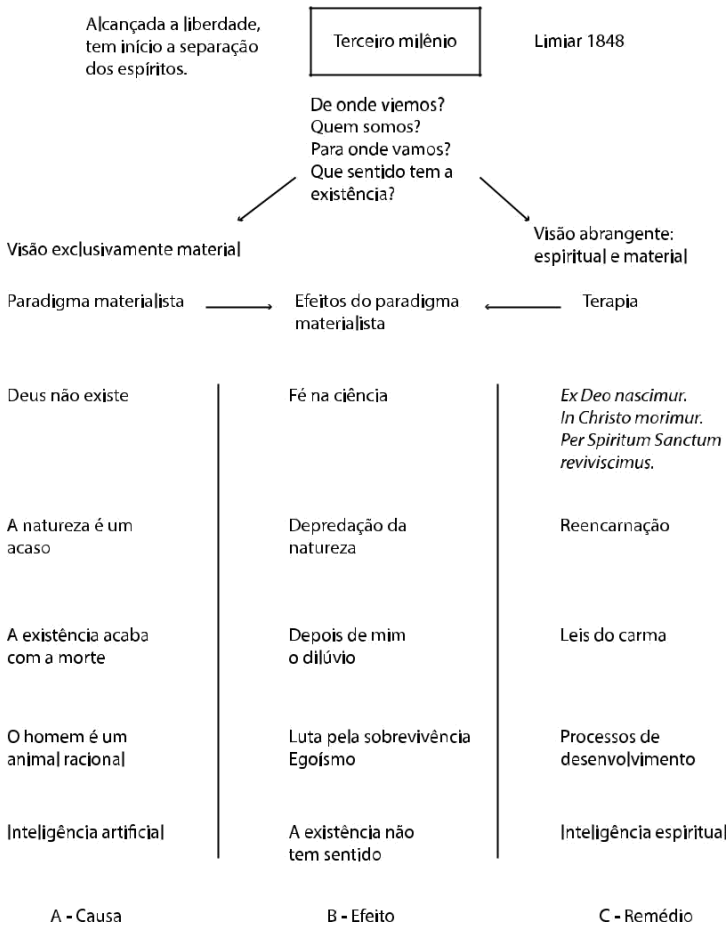 Alcançada a liberdade,
tem início a separação
dos espíritos.
Terceiro milênio
Limiar 1848
De onde viemos?
Quem somos?
Para onde vamos?
Que sentido tem a
existência?
Visão exclusivamente material
Visão abrangente:
espiritual e material
Paradigma materialista
Efeitos do paradigma
materialista
Terapia
Deus não existe
Fé na ciência
Ex Deo nascimur.
In Christo morimur.
Per Spiritum Sanctum
reviviscimus.
A natureza é um
acaso
Depredação da
natureza
Reencarnação
A existência acaba
com a morte
Depois de mim
o dilúvio
Leis do carma
O homem é um
animal racional
Luta pela sobrevivência
Egoísmo
Processos de
desenvolvimento
Inteligência artificial
A existência não
tem sentido
Inteligência espiritual
A - Causa
B - Efeito
C - Remédio